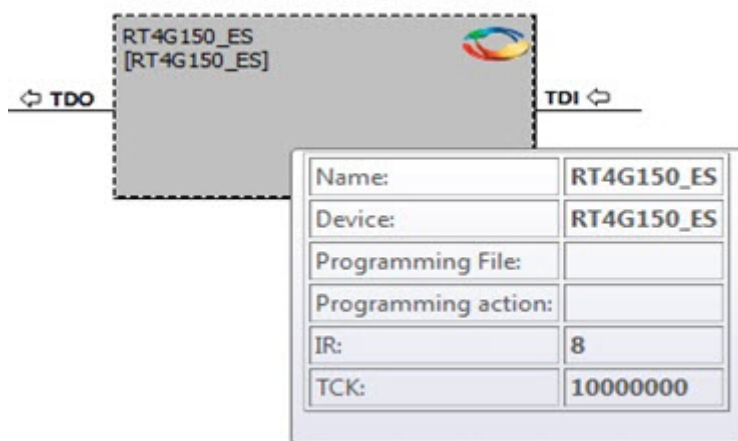 RT4G150_ES
[RT4G150_ES]
TDO
TDI
Name: RT4G150_ES
Device: RT4G150_ES
Programming File:
Programming action:
IR: 8
TCK: 10000000